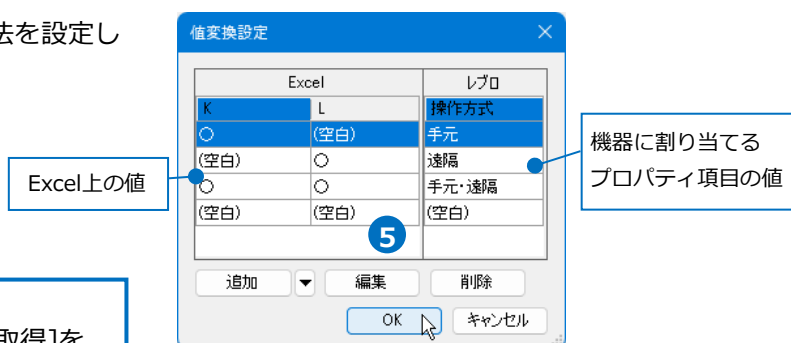 法を設定し
値変換設定
Excel レブロ
K L 操作方式
○ (空白) 手元
(空白) ○ 遠隔
○ ○ 手元・遠隔
(空白) (空白) (空白)
Excel上の値
機器に割り当てる
プロパティ項目の値
5
追加 編集 削除
OK キャンセル
取得]を